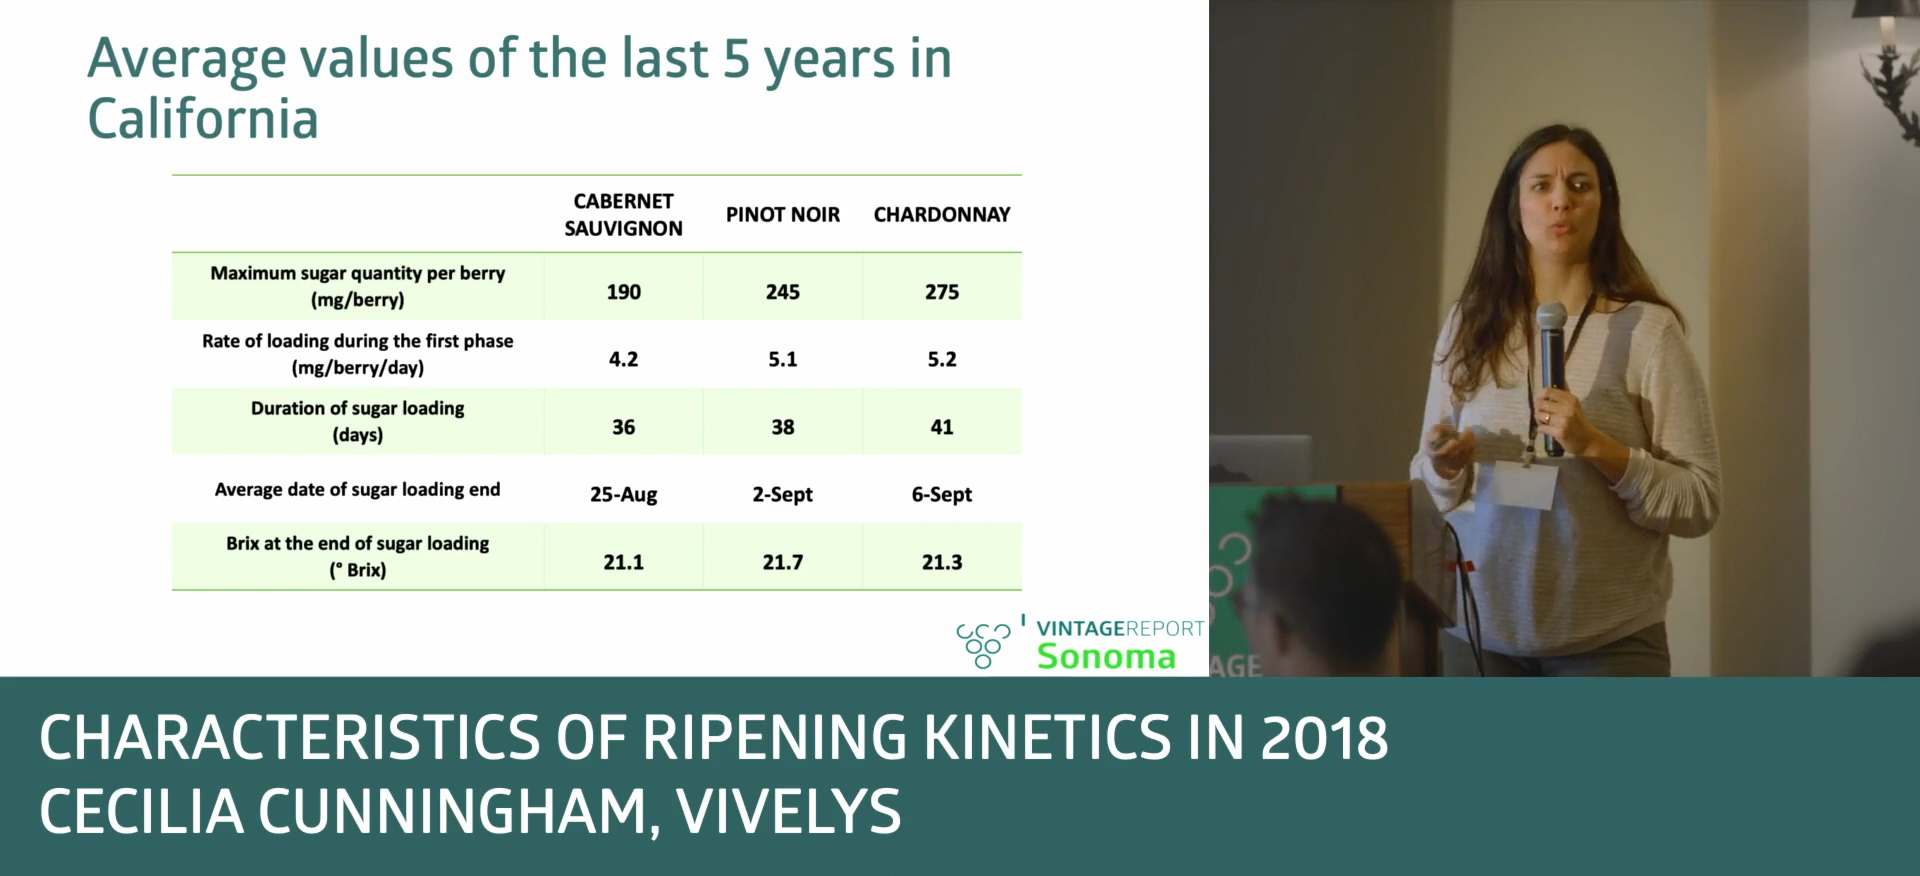 Average values of the last 5 years in
California
CABERNET
SAUVIGNON
PINOT NOIR
CHARDONNAY
Maximum sugar quantity per berry
(mg/berry)
190
245
275
Rate of loading during the first phase
(mg/berry/day)
4.2
5.1
5.2
Duration of sugar loading
(days)
36
38
41
Average date of sugar loading end
25-Aug
2-Sept
6-Sept
Brix at the end of sugar loading
(° Brix)
21.1
21.7
21.3
VINTAGEREPORT
Sonoma
AGE
CHARACTERISTICS OF RIPENING KINETICS IN 2018
CECILIA CUNNINGHAM, VIVELYS